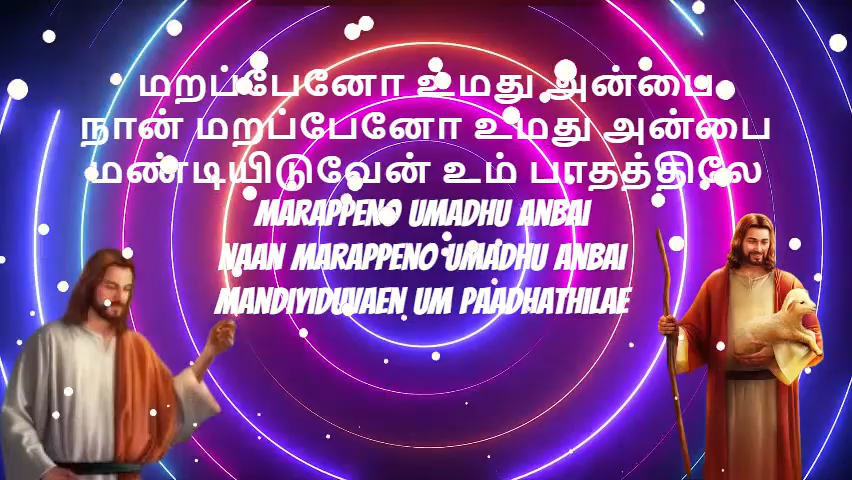 மறப்பேனோ உமது அன்பை
நான் மறப்பேனோ உமது அன்பை
மண்டியிடுவேன் உம் பாதத்திலே
MARAPPENO UMADHU ANBAI
NAAN MARAPPENO UMADHU ANBAI
MANDIYIDUVAEN UM PAADHATHILAE